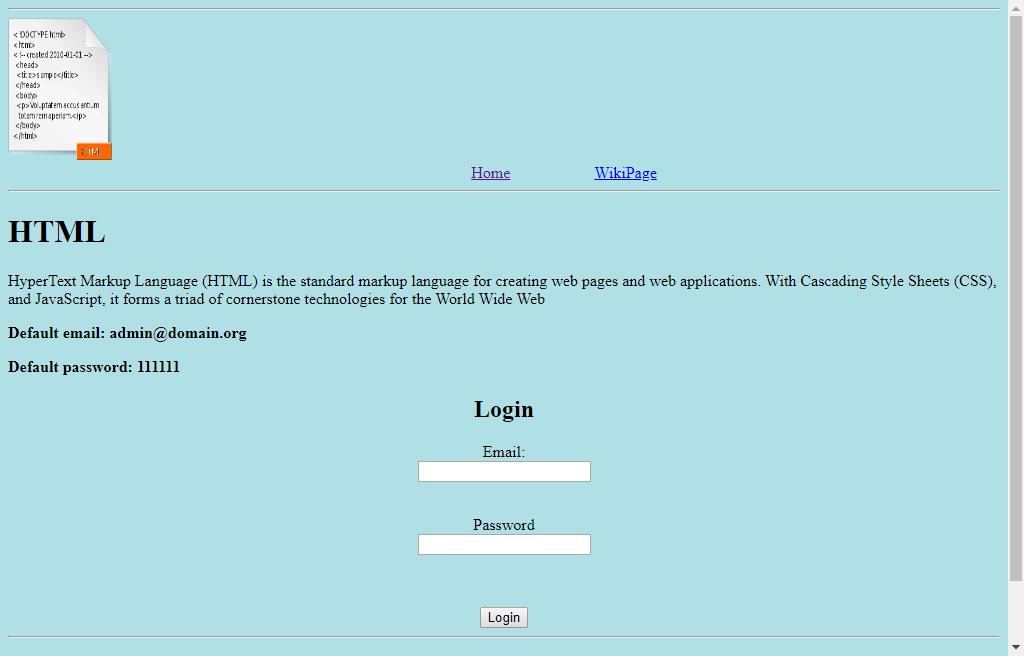 < !DOCTYPE html>
< html>
< !-- created 2010-01-01 -->
<head>
<title>sample</title>
</head>
<body>
<p>Voluptatem accusantium
totam rem aperiam.</p>
</body>
</html>
HTML
Home WikiPage
HTML
HyperText Markup Language (HTML) is the standard markup language for creating web pages and web applications. With Cascading Style Sheets (CSS),
and JavaScript, it forms a triad of cornerstone technologies for the World Wide Web
Default email: admin@domain.org
Default password: 111111
Login
Email:
Password
Login